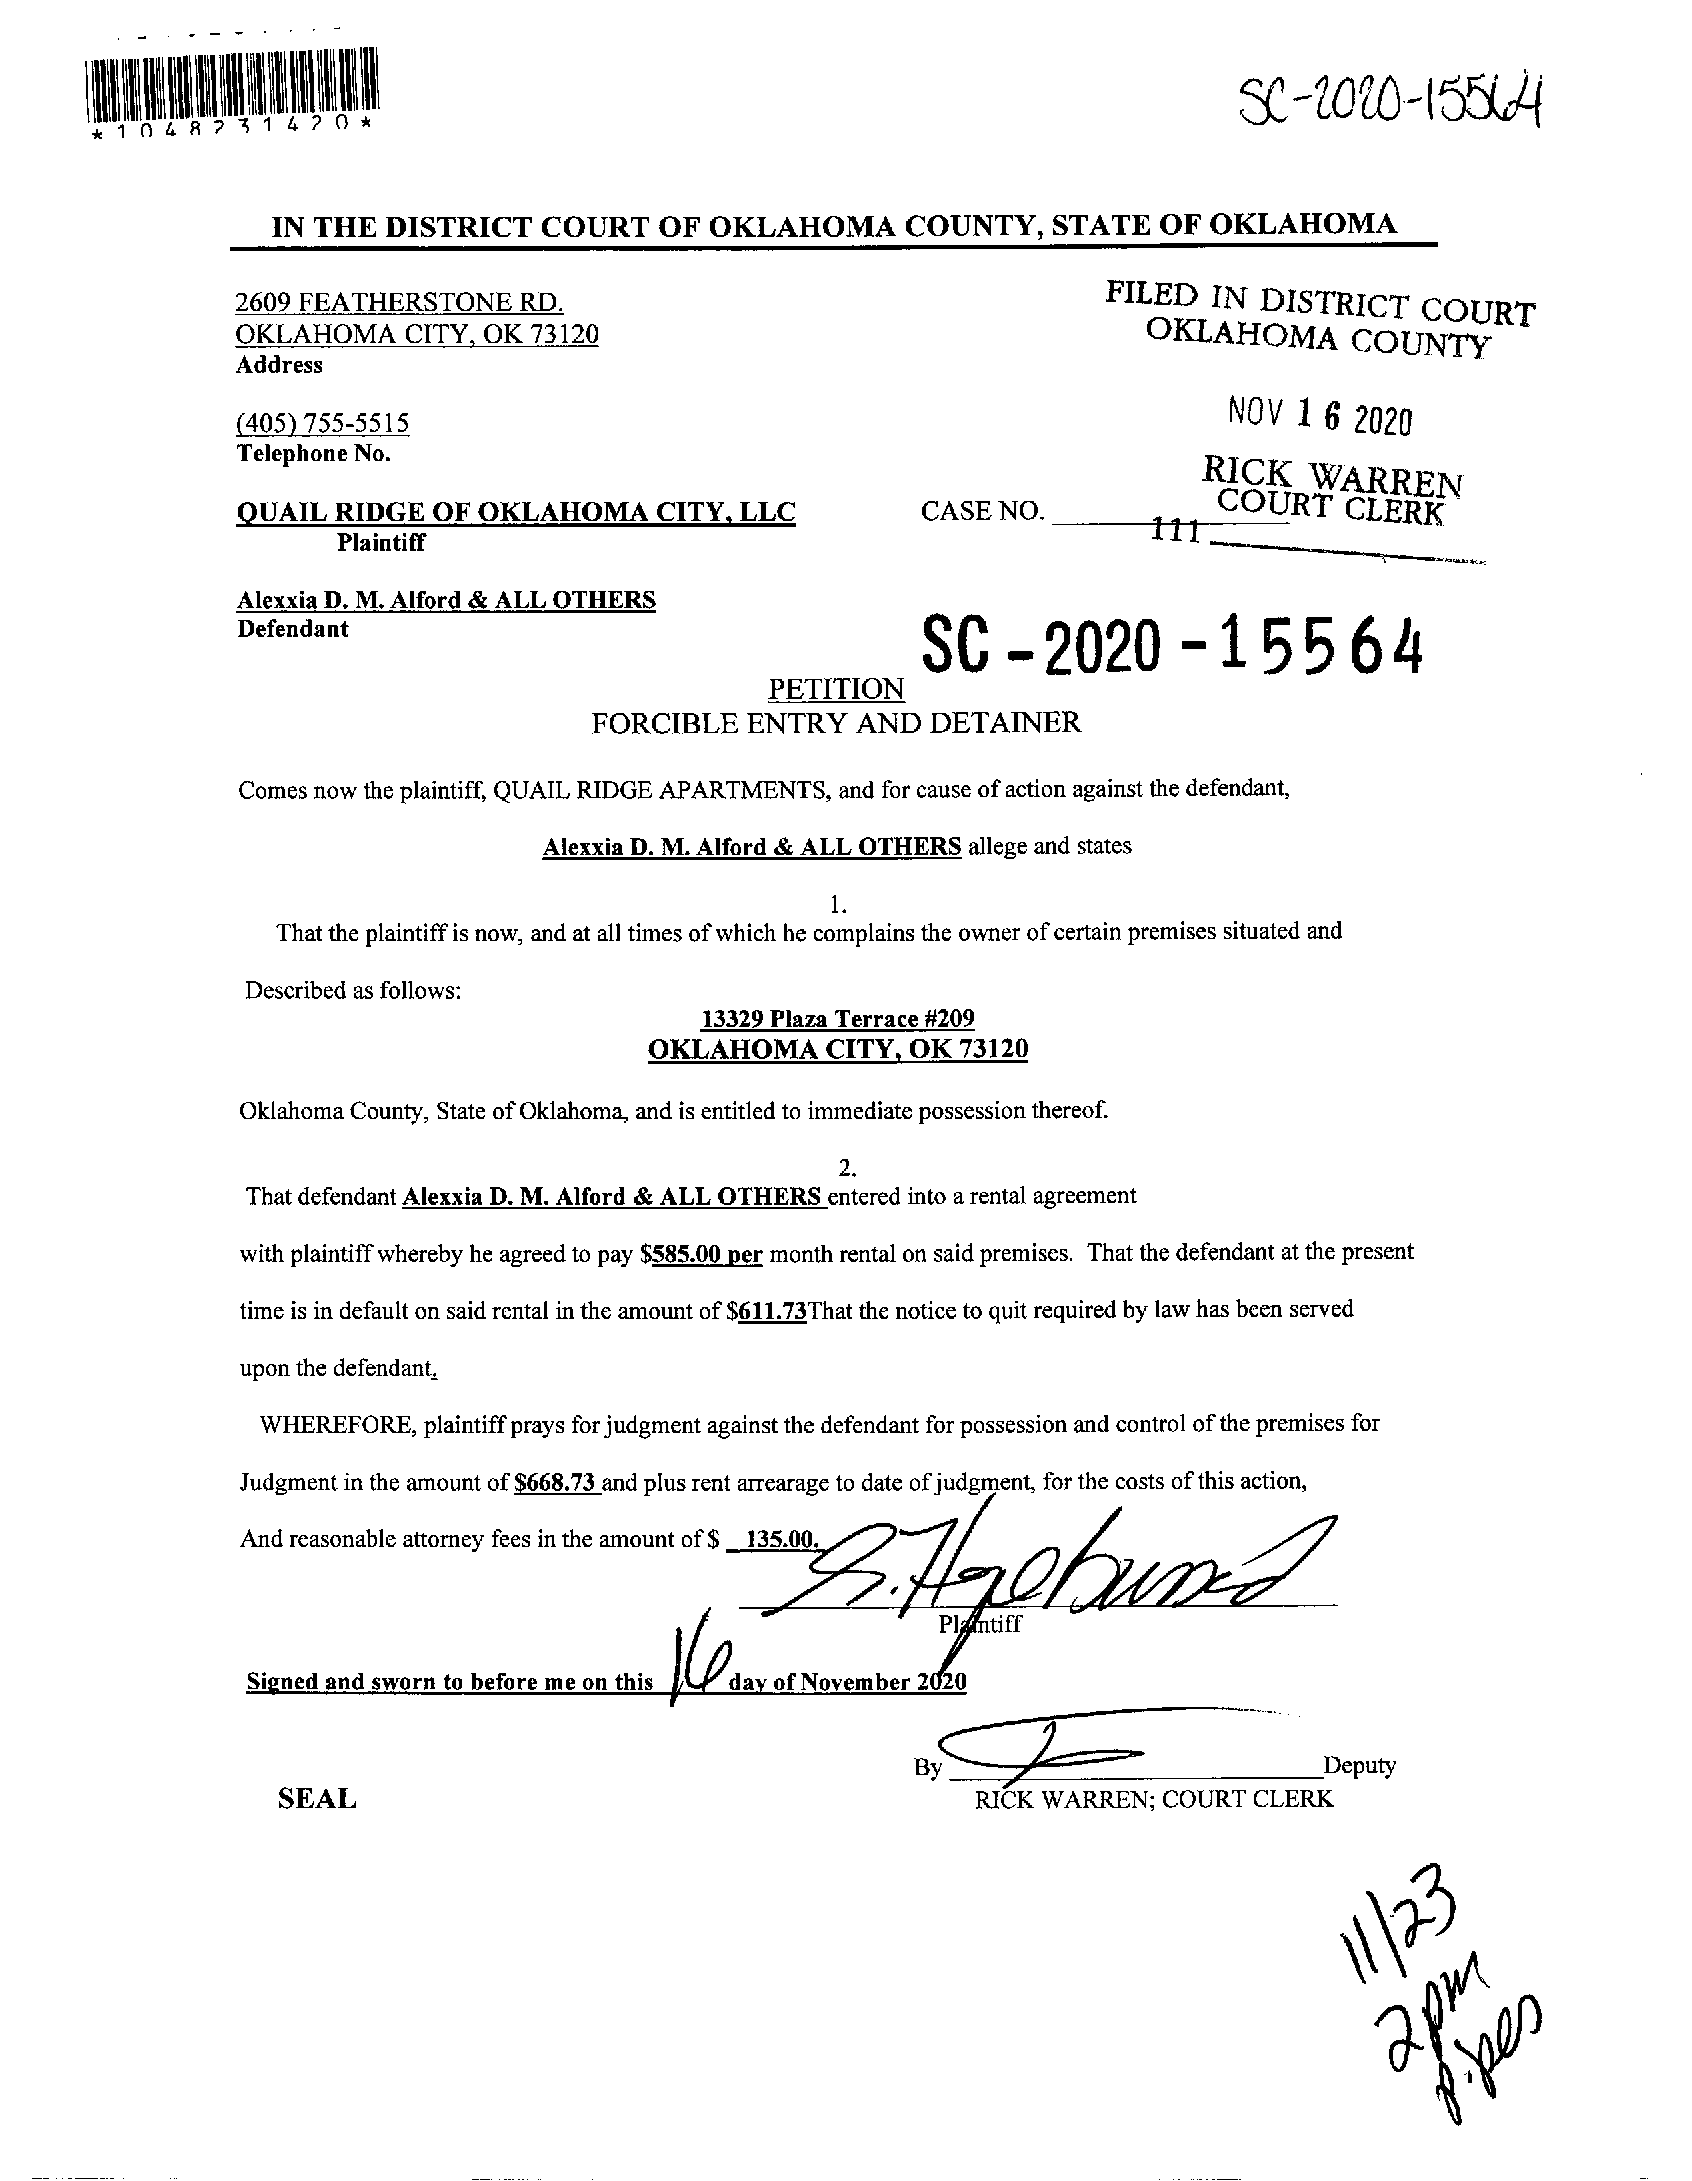 *1048231420*
SC-2020-15564
IN THE DISTRICT COURT OF OKLAHOMA COUNTY, STATE OF OKLAHOMA
2609 FEATHERSTONE RD.
OKLAHOMA CITY, OK 73120
Address
FILED IN DISTRICT COURT
OKLAHOMA COUNTY
(405) 755-5515
Telephone No.
NOV 16 2020
RICK WARREN
COURT CLERK
QUAIL RIDGE OF OKLAHOMA CITY, LLC
CASE NO.
111
Plaintiff
Alexxia D. M. Alford & ALL OTHERS
Defendant
SC-2020-15564
PETITION
FORCIBLE ENTRY AND DETAINER
Comes now the plaintiff, QUAIL RIDGE APARTMENTS, and for cause of action against the defendant,
Alexxia D. M. Alford & ALL OTHERS allege and states
1.
That the plaintiff is now, and at all times of which he complains the owner of certain premises situated and
Described as follows:
13329 Plaza Terrace #209
OKLAHOMA CITY, OK 73120
Oklahoma County, State of Oklahoma, and is entitled to immediate possession thereof.
2.
That defendant Alexxia D. M. Alford & ALL OTHERS entered into a rental agreement
with plaintiff whereby he agreed to pay $585.00 per month rental on said premises. That the defendant at the present
time is in default on said rental in the amount of $611.73That the notice to quit required by law has been served
upon the defendant.
WHEREFORE, plaintiff prays for judgment against the defendant for possession and control of the premises for
Judgment in the amount of $668.73 and plus rent arrearage to date of judgment, for the costs of this action,
And reasonable attorney fees in the amount of $ 135.00.
Plaintiff
Signed and sworn to before me on this 16 day of November 2020
By Deputy
RICK WARREN; COURT CLERK
SEAL
11/23
2pm